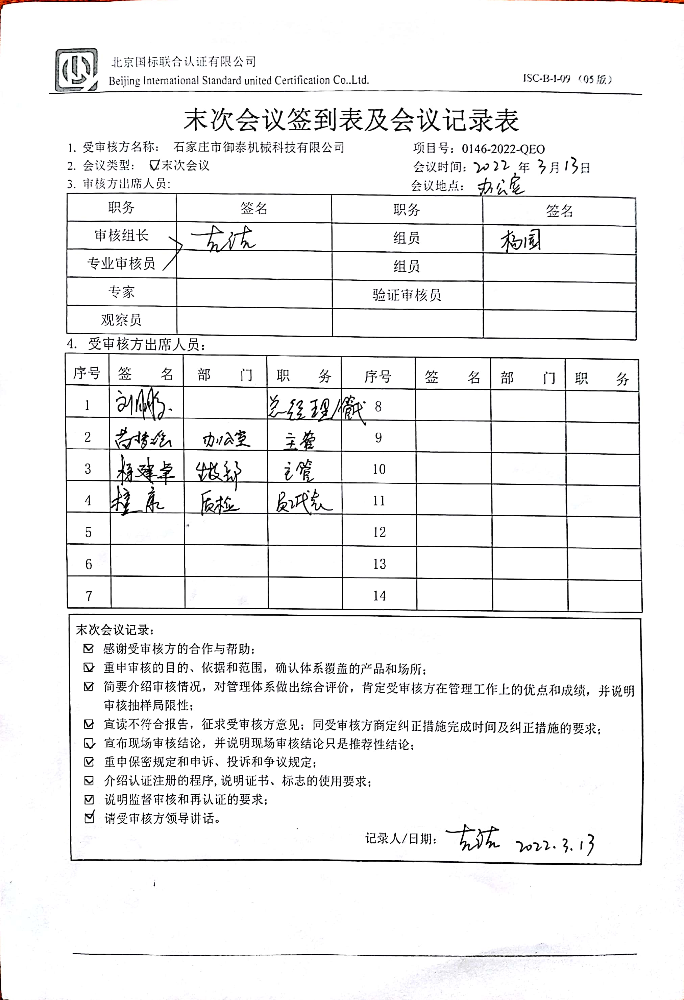 北京国标联合认证有限公司
Beijing International Standard united Certification Co.,Ltd.
ISC-B-I-09（05版）
末次会议签到表及会议记录表
1. 受审核方名称： 石家庄市御泰机械科技有限公司 项目号：0146-2022-QEO
2. 会议类型： ☑末次会议 会议时间：2022 年 3 月 13 日
3. 审核方出席人员： 会议地点：办公室
职务 签名 职务 签名
审核组长 组员 杨园
专业审核员 组员
专家 验证审核员
观察员
4. 受审核方出席人员：
序号 签 名 部 门 职 务 序号 签 名 部 门 职 务
1 总经理/管代 8
2 办公室 主管 9
3 杨建卓 生技部 主管 10
4 质检 员工代表 11
5 12
6 13
7 14
末次会议记录：
☑ 感谢受审核方的合作与帮助；
☑ 重申审核的目的、依据和范围，确认体系覆盖的产品和场所；
☑ 简要介绍审核情况，对管理体系做出综合评价，肯定受审核方在管理工作上的优点和成绩，并说明
审核抽样局限性；
☑ 宣读不符合报告，征求受审核方意见；同受审核方商定纠正措施完成时间及纠正措施的要求；
☑ 宣布现场审核结论，并说明现场审核结论只是推荐性结论；
☑ 重申保密规定和申诉、投诉和争议规定；
☑ 介绍认证注册的程序,说明证书、标志的使用要求；
☑ 说明监督审核和再认证的要求；
☑ 请受审核方领导讲话。
记录人/日期： 2022.3.13